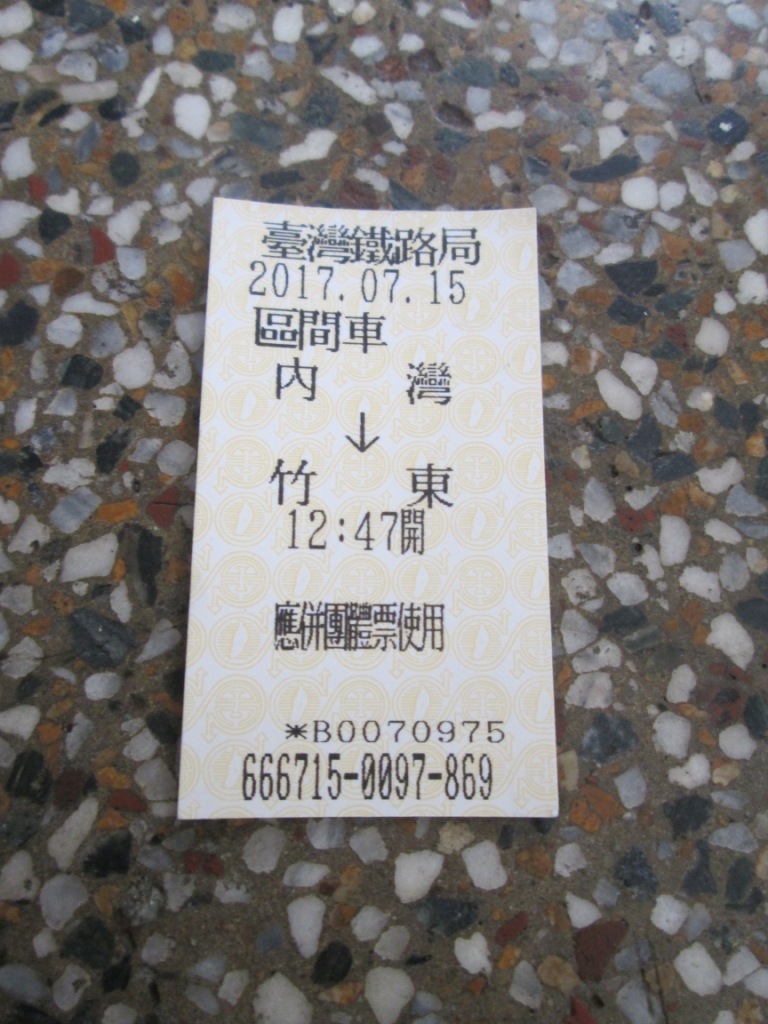 臺灣鐵路局
2017.07.15
區間車
內 灣
↓
竹 東
12:47開
應併團體票使用
*B0070975
666715-0097-869